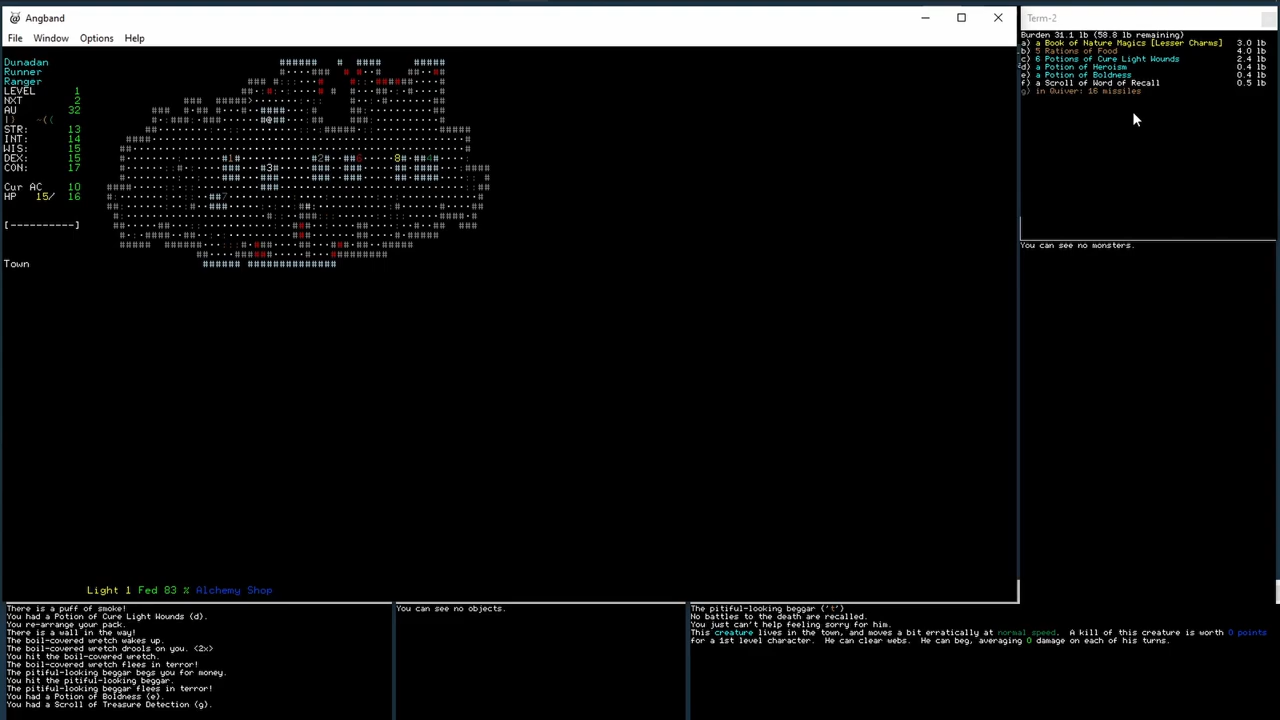 Angband
File Window Options Help
Dunadan
Runner
Ranger
LEVEL 1
NXT 2
AU 32
STR: 13
INT: 14
WIS: 15
DEX: 15
CON: 17
Cur AC 10
HP 15/ 16
[----------]
Town
Light 1 Fed 83 % Alchemy Shop
Term-2
Burden 31.1 lb (58.8 lb remaining)
a) a Book of Nature Magics [Lesser Charms] 3.0 lb
b) 5 Rations of Food 4.0 lb
c) 6 Potions of Cure Light Wounds 2.4 lb
d) a Potion of Heroism 0.4 lb
e) a Potion of Boldness 0.4 lb
f) a Scroll of Word of Recall 0.5 lb
g) in Quiver: 16 missiles
You can see no monsters.
There is a puff of smoke!
You had a Potion of Cure Light Wounds (d).
You re-arrange your pack.
There is a wall in the way!
The boil-covered wretch wakes up.
The boil-covered wretch drools on you. <2x>
You hit the boil-covered wretch.
The boil-covered wretch flees in terror!
The pitiful-looking beggar begs you for money.
You hit the pitiful-looking beggar.
The pitiful-looking beggar flees in terror!
You had a Potion of Boldness (e).
You had a Scroll of Treasure Detection (g).
You can see no objects.
The pitiful-looking beggar ('t')
No battles to the death are recalled.
You just can't help feeling sorry for him.
This creature lives in the town, and moves a bit erratically at normal speed. A kill of this creature is worth 0 points
for a 1st level character. He can clear webs. He can beg, averaging 0 damage on each of his turns.